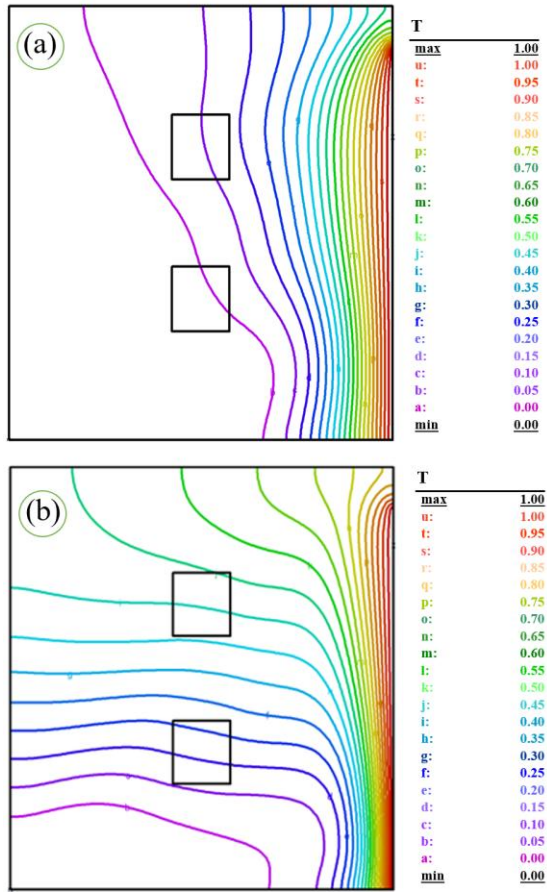 (a)
T
max 1.00
u: 1.00
t: 0.95
s: 0.90
r: 0.85
q: 0.80
p: 0.75
o: 0.70
n: 0.65
m: 0.60
l: 0.55
k: 0.50
j: 0.45
i: 0.40
h: 0.35
g: 0.30
f: 0.25
e: 0.20
d: 0.15
c: 0.10
b: 0.05
a: 0.00
min 0.00
(b)
T
max 1.00
u: 1.00
t: 0.95
s: 0.90
r: 0.85
q: 0.80
p: 0.75
o: 0.70
n: 0.65
m: 0.60
l: 0.55
k: 0.50
j: 0.45
i: 0.40
h: 0.35
g: 0.30
f: 0.25
e: 0.20
d: 0.15
c: 0.10
b: 0.05
a: 0.00
min 0.00